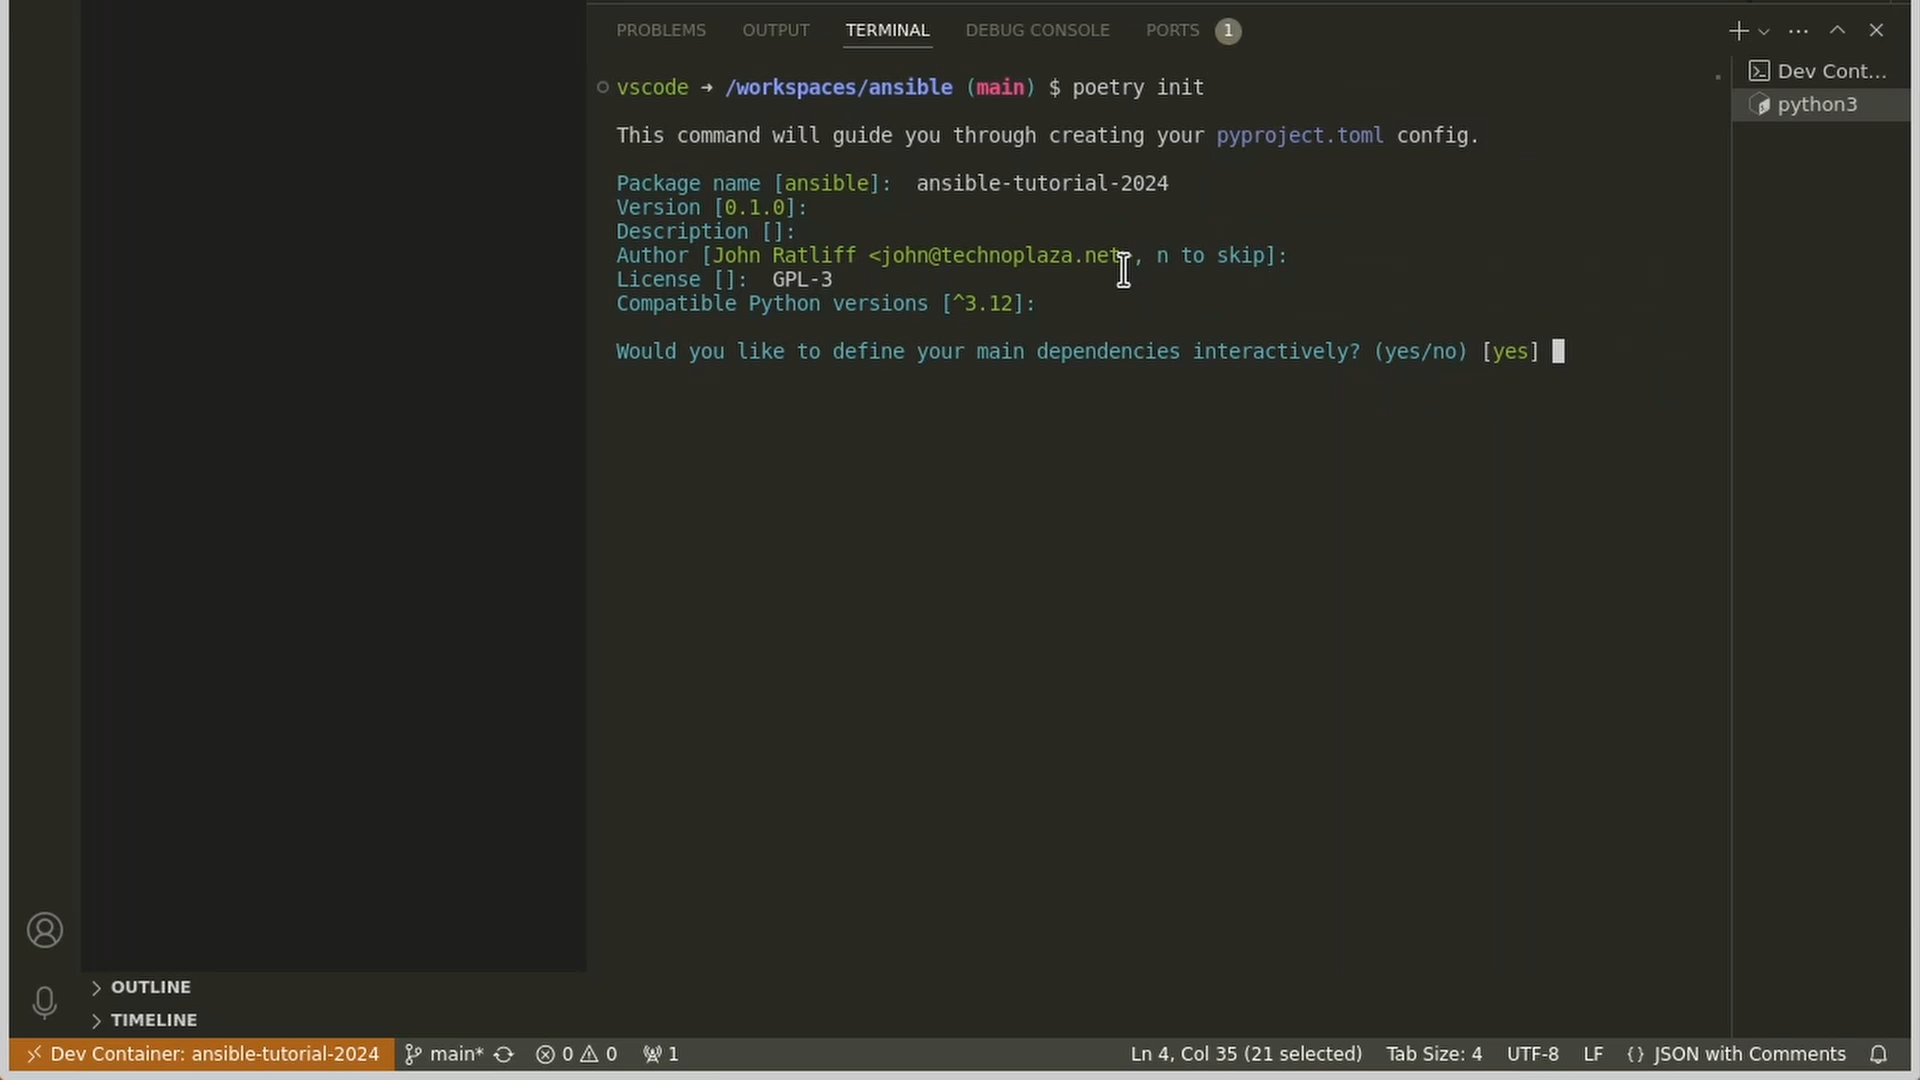 PROBLEMS OUTPUT TERMINAL DEBUG CONSOLE PORTS 1
vscode ➜ /workspaces/ansible (main) $ poetry init
This command will guide you through creating your pyproject.toml config.
Package name [ansible]: ansible-tutorial-2024
Version [0.1.0]:
Description []:
Author [John Ratliff <john@technoplaza.net>, n to skip]:
License []: GPL-3
Compatible Python versions [^3.12]:
Would you like to define your main dependencies interactively? (yes/no) [yes]
Dev Cont...
python3
OUTLINE
TIMELINE
Dev Container: ansible-tutorial-2024 main* 0 0 1 Ln 4, Col 35 (21 selected) Tab Size: 4 UTF-8 LF {} JSON with Comments